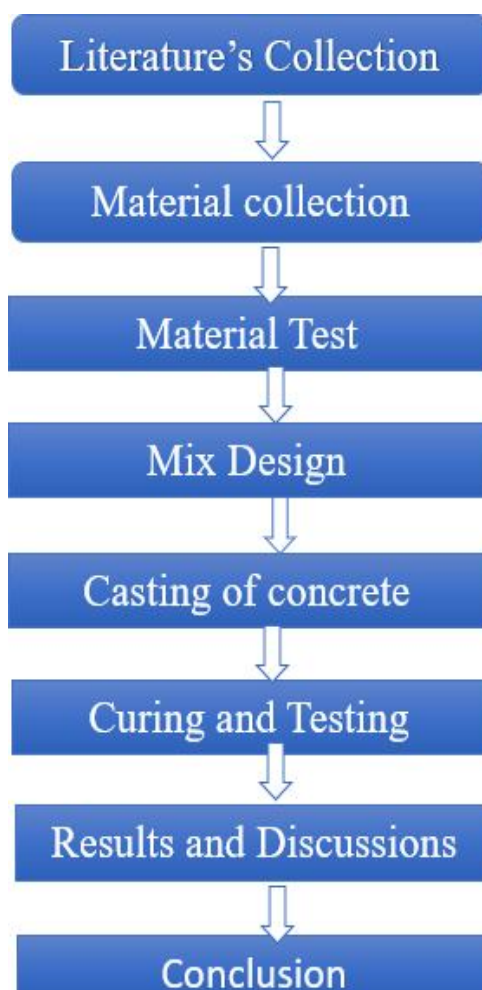 Literature’s Collection
Material collection
Material Test
Mix Design
Casting of concrete
Curing and Testing
Results and Discussions
Conclusion